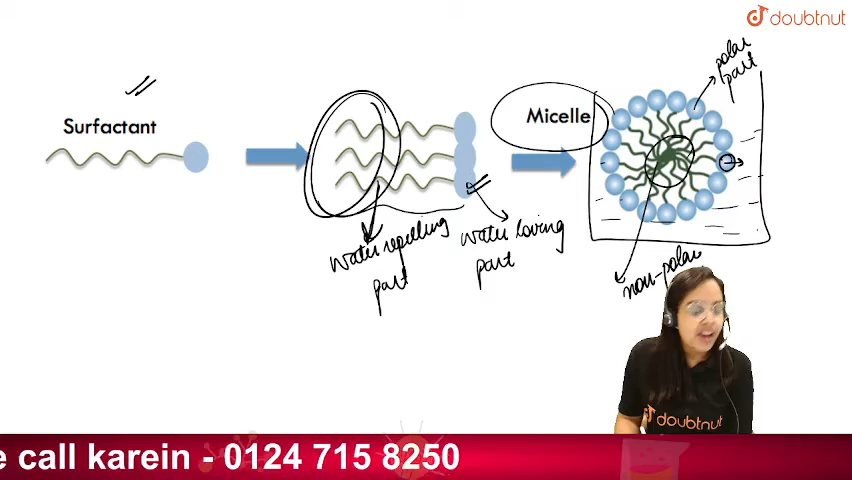 doubtnut
polar
part
Surfactant
Micelle
water repelling
part
water loving
part
non-polar
doubtnut
e call karein - 0124 715 8250